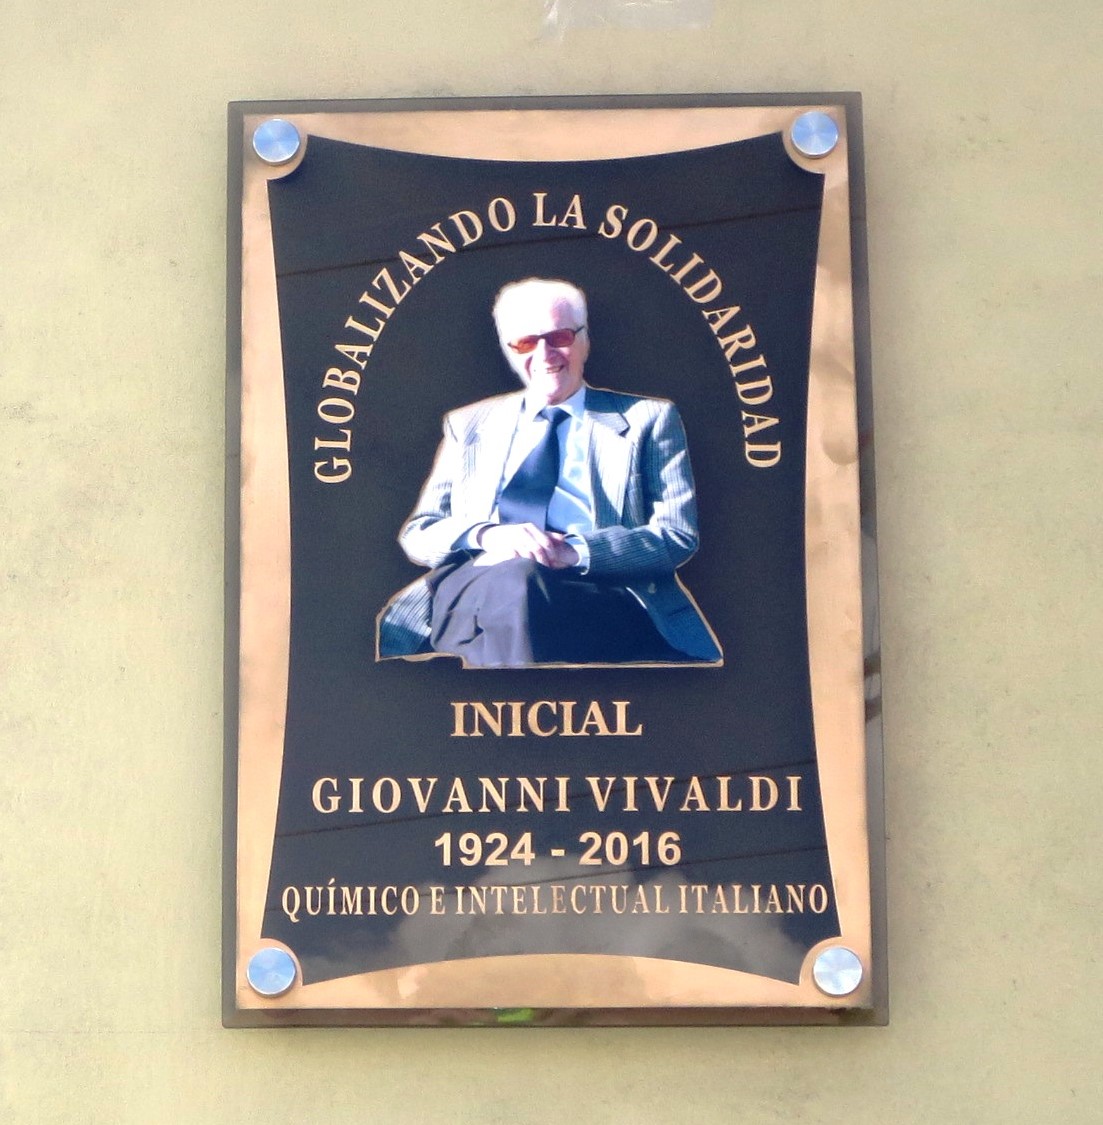 GLOBALIZANDO LA SOLIDARIDAD
INICIAL
GIOVANNI VIVALDI
1924 - 2016
QUÍMICO E INTELECTUAL ITALIANO